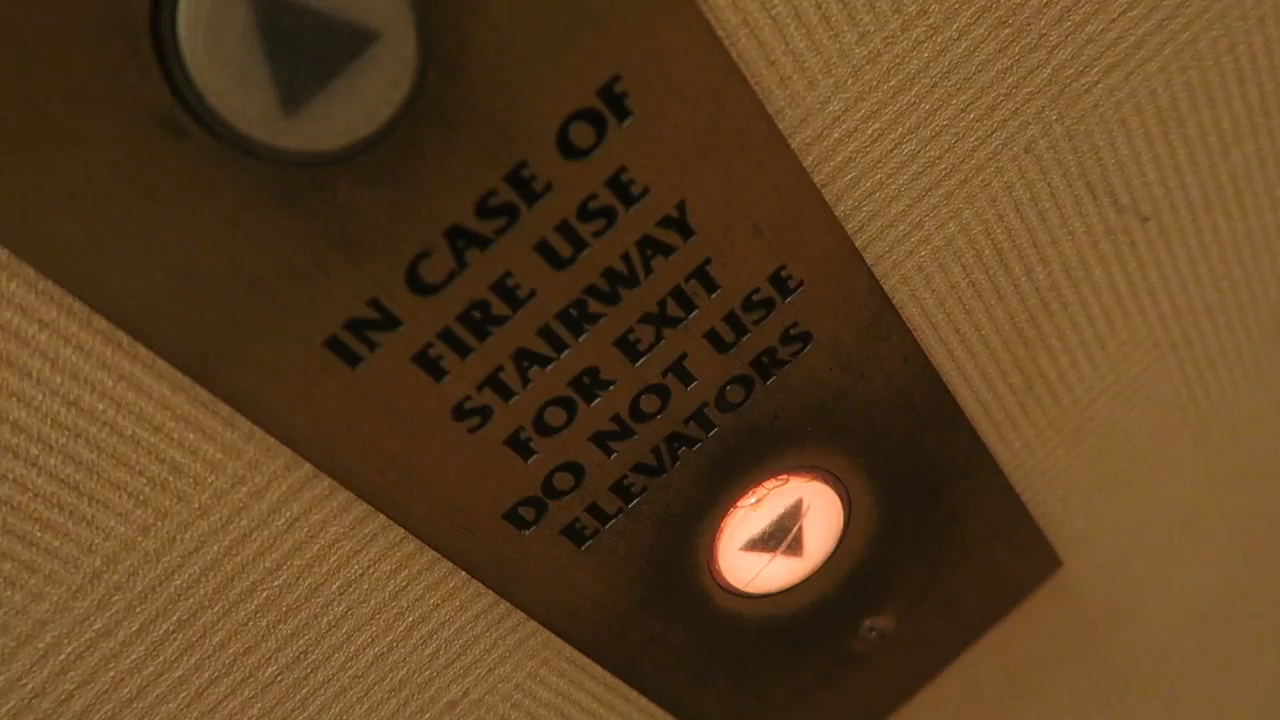 IN CASE OF
FIRE USE
STAIRWAY
FOR EXIT
DO NOT USE
ELEVATORS